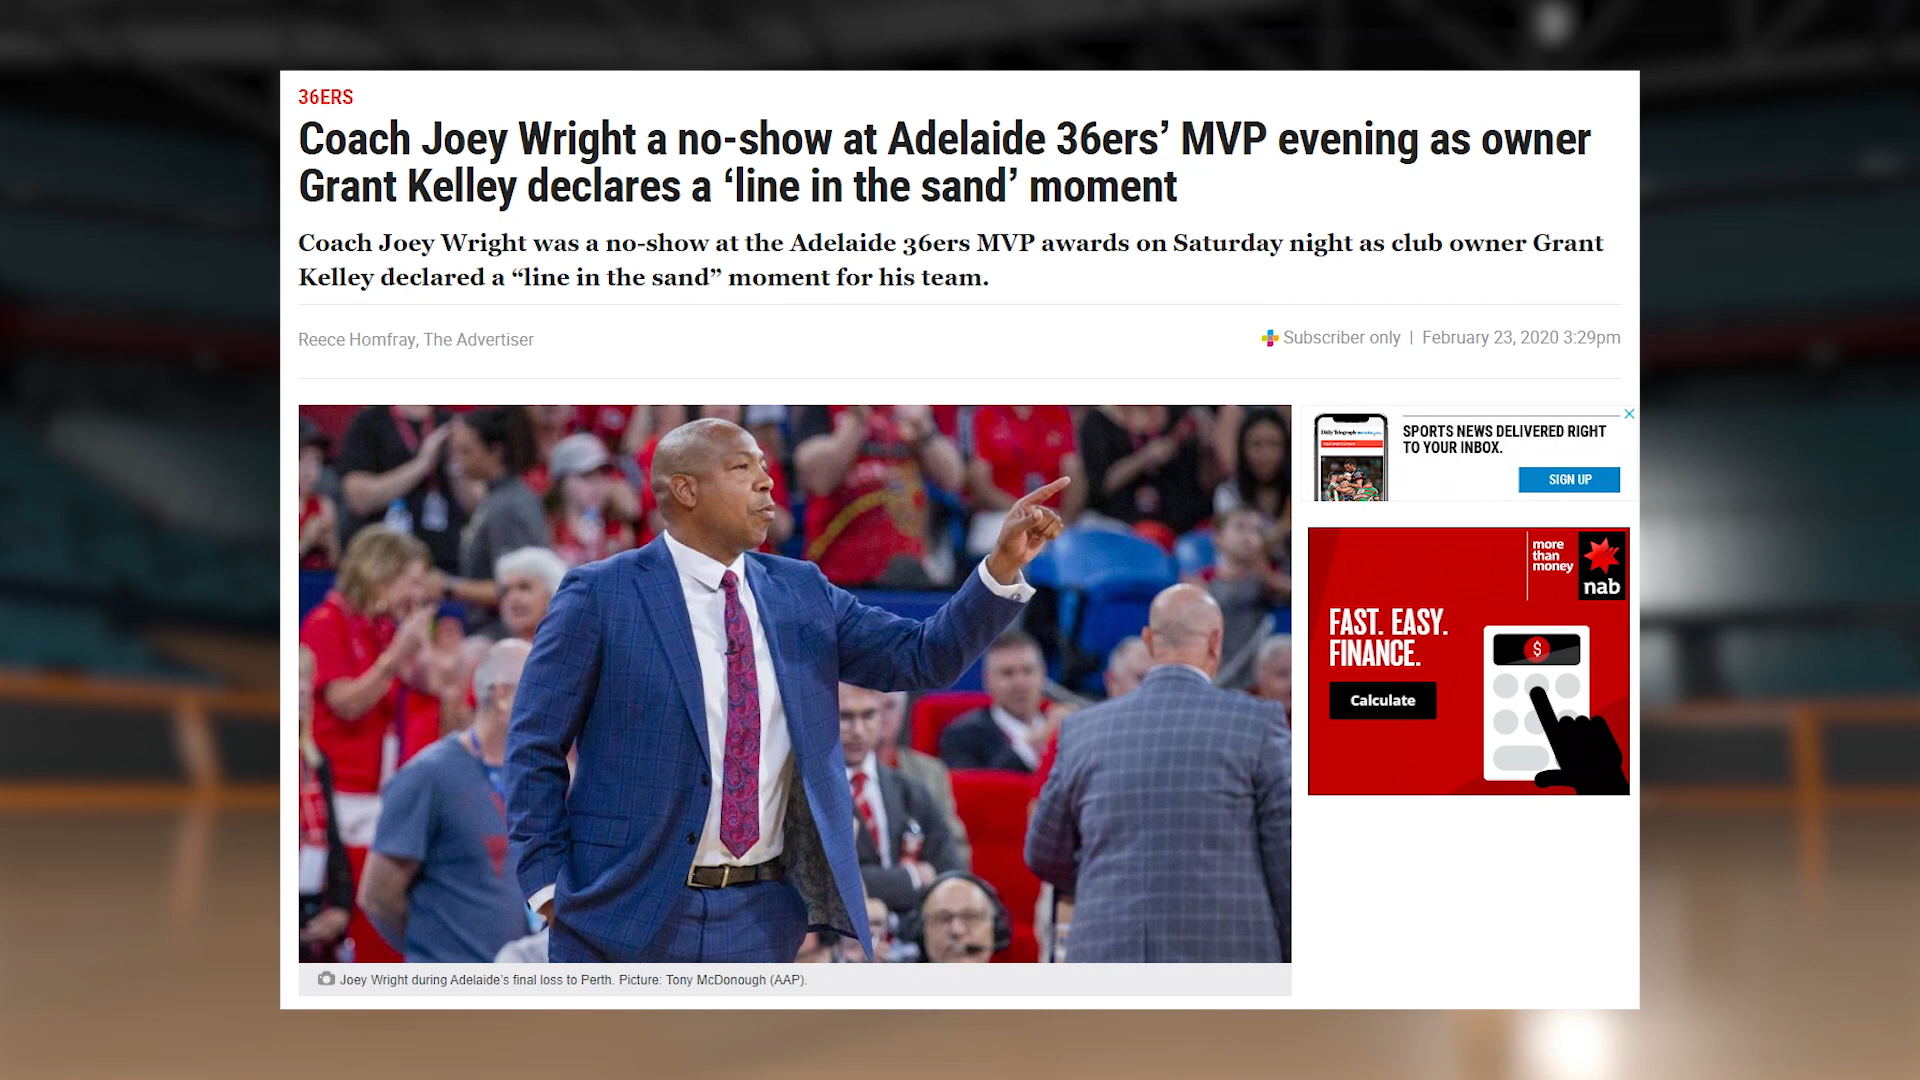 36ERS
Coach Joey Wright a no-show at Adelaide 36ers’ MVP evening as owner
Grant Kelley declares a ‘line in the sand’ moment
Coach Joey Wright was a no-show at the Adelaide 36ers MVP awards on Saturday night as club owner Grant
Kelley declared a “line in the sand” moment for his team.
Reece Homfray, The Advertiser
Subscriber only | February 23, 2020 3:29pm
SPORTS NEWS DELIVERED RIGHT
TO YOUR INBOX.
SIGN UP
more
than
money
nab
FAST. EASY.
FINANCE.
$
Calculate
Joey Wright during Adelaide’s final loss to Perth. Picture: Tony McDonough (AAP).